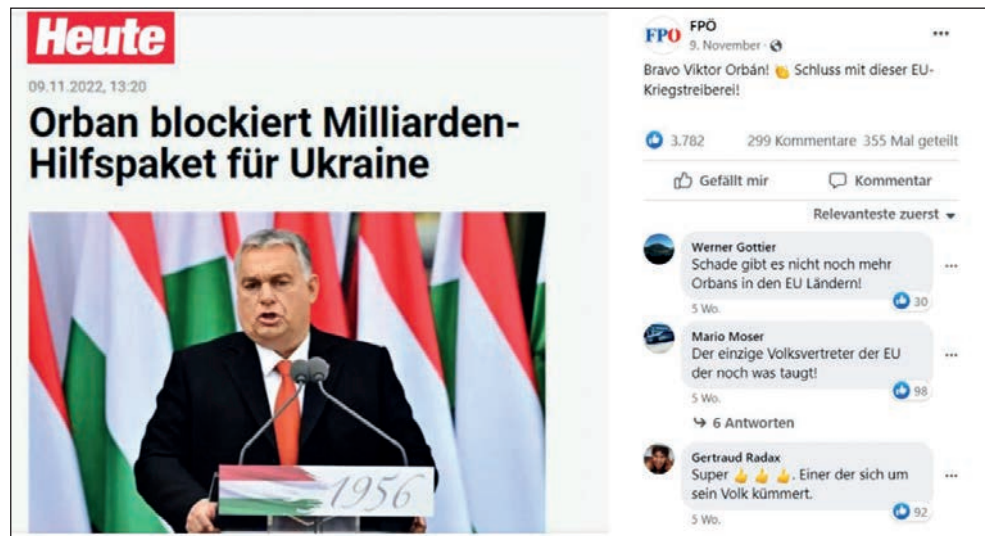 Heute
09.11.2022, 13:20
Orban blockiert Milliarden-
Hilfspaket für Ukraine
1956
FPÖ
FPÖ
9. November ·
Bravo Viktor Orbán! 👏 Schluss mit dieser EU-
Kriegstreiberei!
3.782 299 Kommentare 355 Mal geteilt
Gefällt mir Kommentar
Relevanteste zuerst
Werner Gottier
Schade gibt es nicht noch mehr
Orbans in den EU Ländern!
5 Wo. 30
Mario Moser
Der einzige Volksvertreter der EU
der noch was taugt!
5 Wo. 98
6 Antworten
Gertraud Radax
Super 👍 👍 👍. Einer der sich um
sein Volk kümmert.
5 Wo. 92